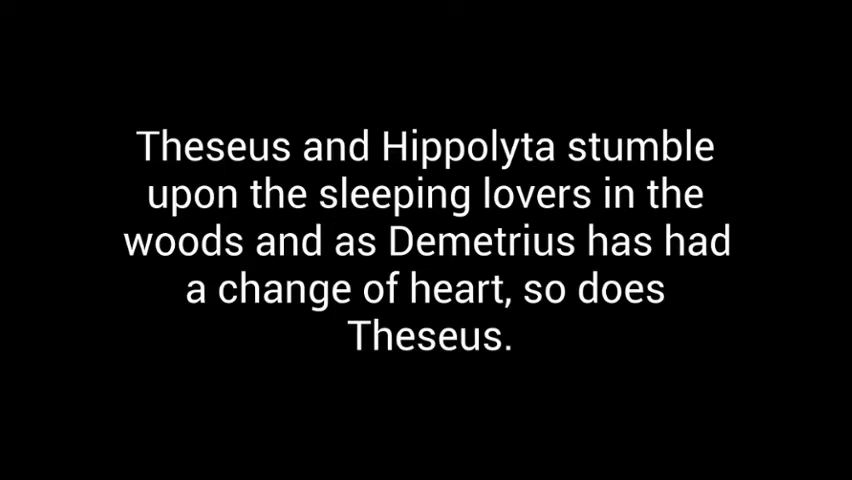 Theseus and Hippolyta stumble
upon the sleeping lovers in the
woods and as Demetrius has had
a change of heart, so does
Theseus.